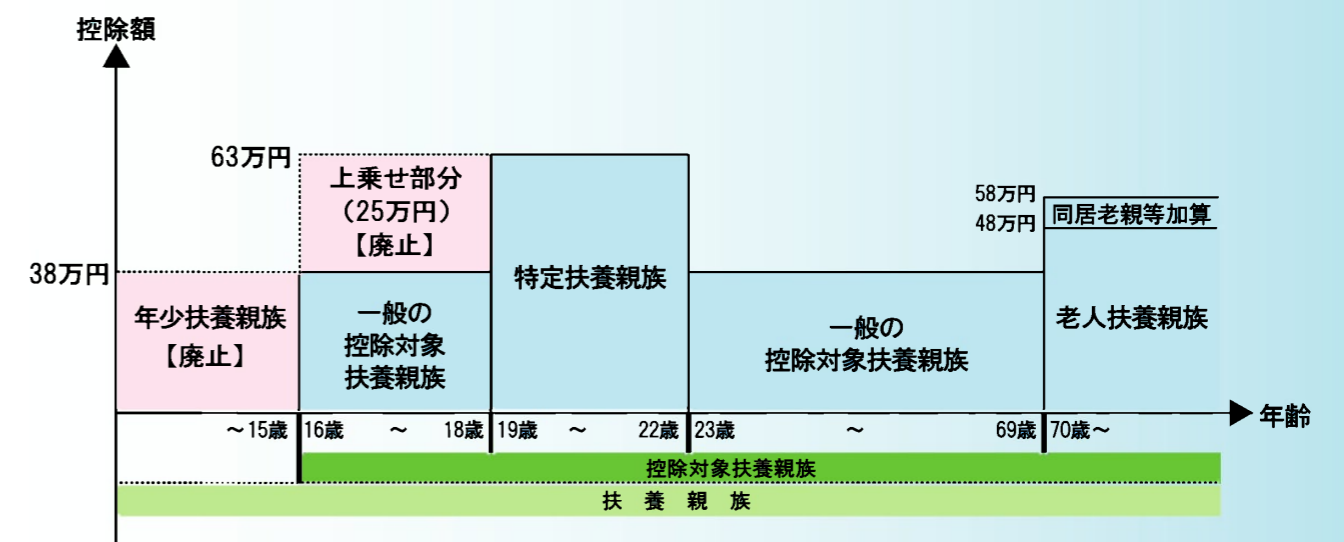 控除額
63万円
上乗せ部分
（25万円）
【廃止】
58万円
48万円
同居老親等加算
38万円
年少扶養親族
【廃止】
一般の
控除対象
扶養親族
特定扶養親族
一般の
控除対象扶養親族
老人扶養親族
～15歳 16歳 ～ 18歳 19歳 ～ 22歳 23歳 ～ 69歳 70歳～
年齢
控除対象扶養親族
扶養親族